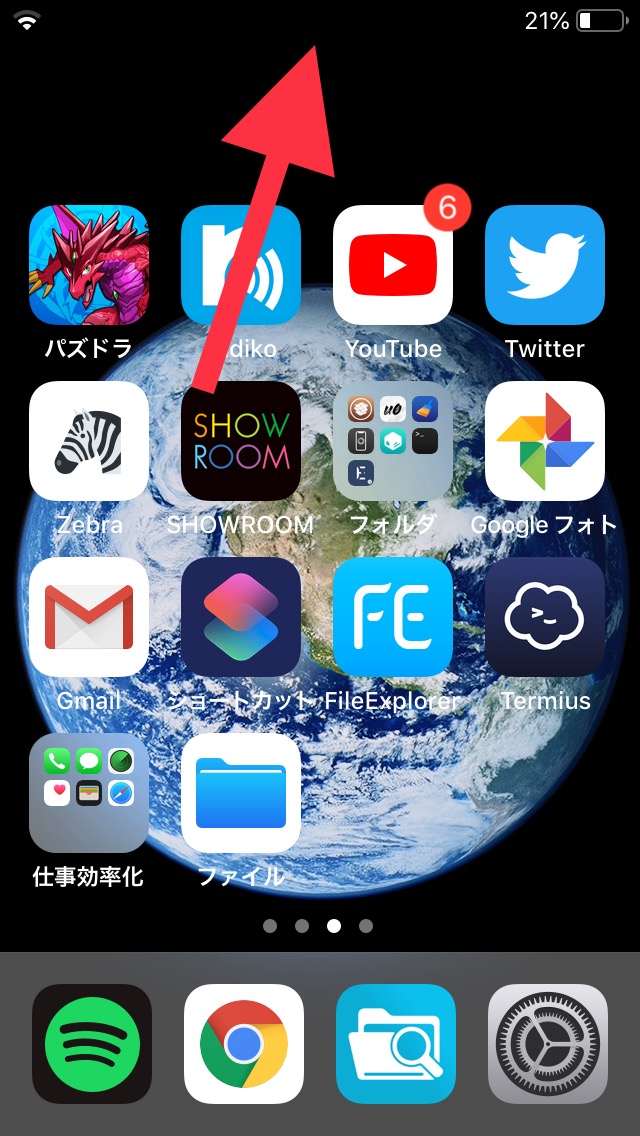 21%
6
パズドラ
diko
YouTube
Twitter
SHOW
ROOM
uO
Zebra
SHOWROOM
フォルダ
Google フォト
FE
>_
Gmail
ショートカット
FileExplorer
Termius
仕事効率化
ファイル